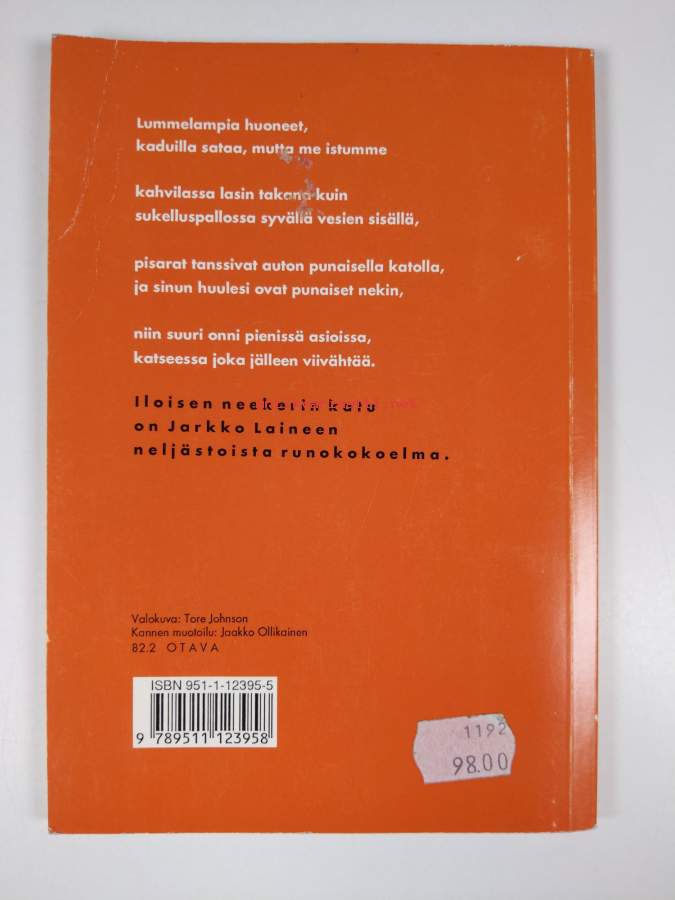 Lummelampia huoneet,
kaduilla sataa, mutta me istumme
kahvilassa lasin takana kuin
sukelluspallossa syvällä vesien sisällä,
pisarat tanssivat auton punaisella katolla,
ja sinun huulesi ovat punaiset nekin,
niin suuri onni pienissä asioissa,
katseessa joka jälleen viivähtää.
Iloisen neekerin katu
on Jarkko Laineen
neljästoista runokokoelma.
Valokuva: Tore Johnson
Kannen muotoilu: Jaakko Ollikainen
82.2 OTAVA
ISBN 951-1-12395-5
9 789511 123958
1192
98.00